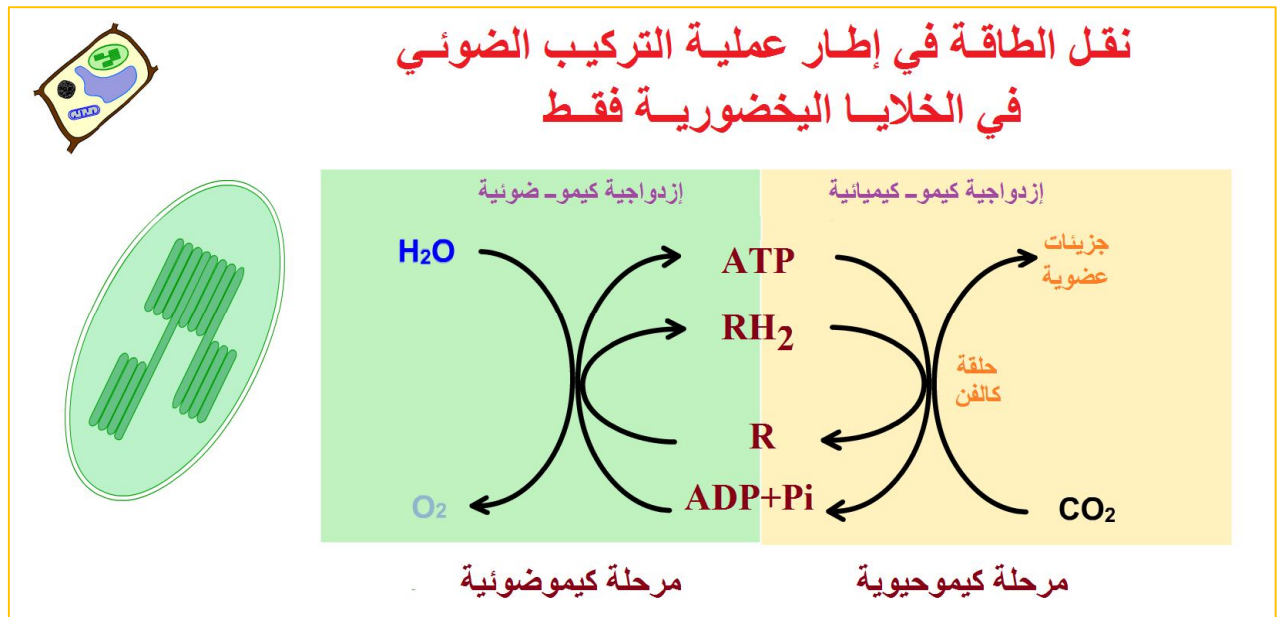 نقل الطاقة في إطار عملية التركيب الضوئي
في الخلايا اليخضورية فقط
إزدواجية كيمو- كيميائية
إزدواجية كيمو- ضوئية
جزيئات
عضوية
ATP
H₂O
RH₂
حلقة
كالفن
R
CO₂
ADP+Pi
O₂
مرحلة كيموحيوية
مرحلة كيموضوئية